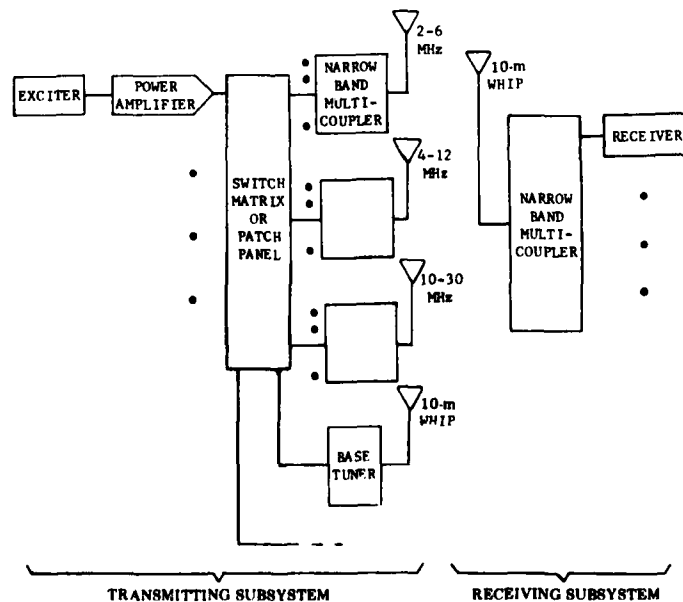 EXCITER
POWER
AMPLIFIER
SWITCH
MATRIX
OR
PATCH
PANEL
NARROW
BAND
MULTI-
COUPLER
2-6
MHz
4-12
MHz
10-30
MHz
BASE
TUNER
10-m
WHIP
10-m
WHIP
NARROW
BAND
MULTI-
COUPLER
RECEIVER
TRANSMITTING SUBSYSTEM
RECEIVING SUBSYSTEM